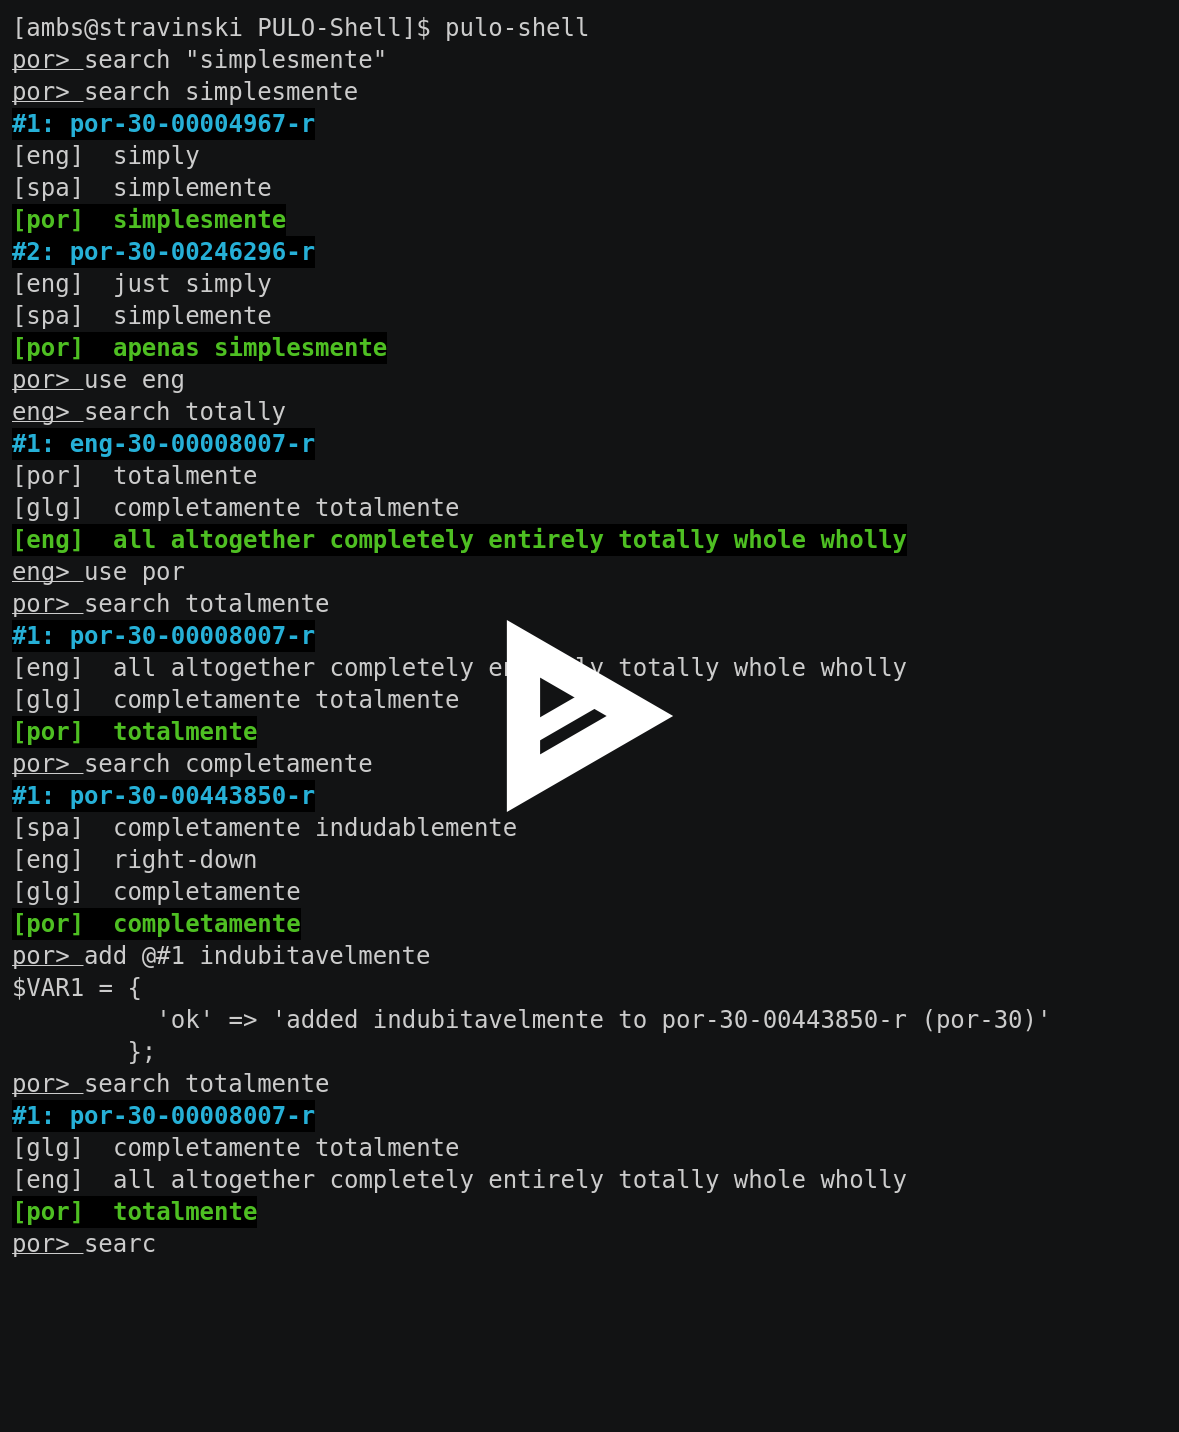 [ambs@stravinski PULO-Shell]$ pulo-shell
por> search "simplesmente"
por> search simplesmente
#1: por-30-00004967-r
[eng]  simply
[spa]  simplemente
[por]  simplesmente
#2: por-30-00246296-r
[eng]  just simply
[spa]  simplemente
[por]  apenas simplesmente
por> use eng
eng> search totally
#1: eng-30-00008007-r
[por]  totalmente
[glg]  completamente totalmente
[eng]  all altogether completely entirely totally whole wholly
eng> use por
por> search totalmente
#1: por-30-00008007-r
[eng]  all altogether completely entirely totally whole wholly
[glg]  completamente totalmente
[por]  totalmente
por> search completamente
#1: por-30-00443850-r
[spa]  completamente indudablemente
[eng]  right-down
[glg]  completamente
[por]  completamente
por> add @#1 indubitavelmente
$VAR1 = {
          'ok' => 'added indubitavelmente to por-30-00443850-r (por-30)'
        };
por> search totalmente
#1: por-30-00008007-r
[glg]  completamente totalmente
[eng]  all altogether completely entirely totally whole wholly
[por]  totalmente
por> searc